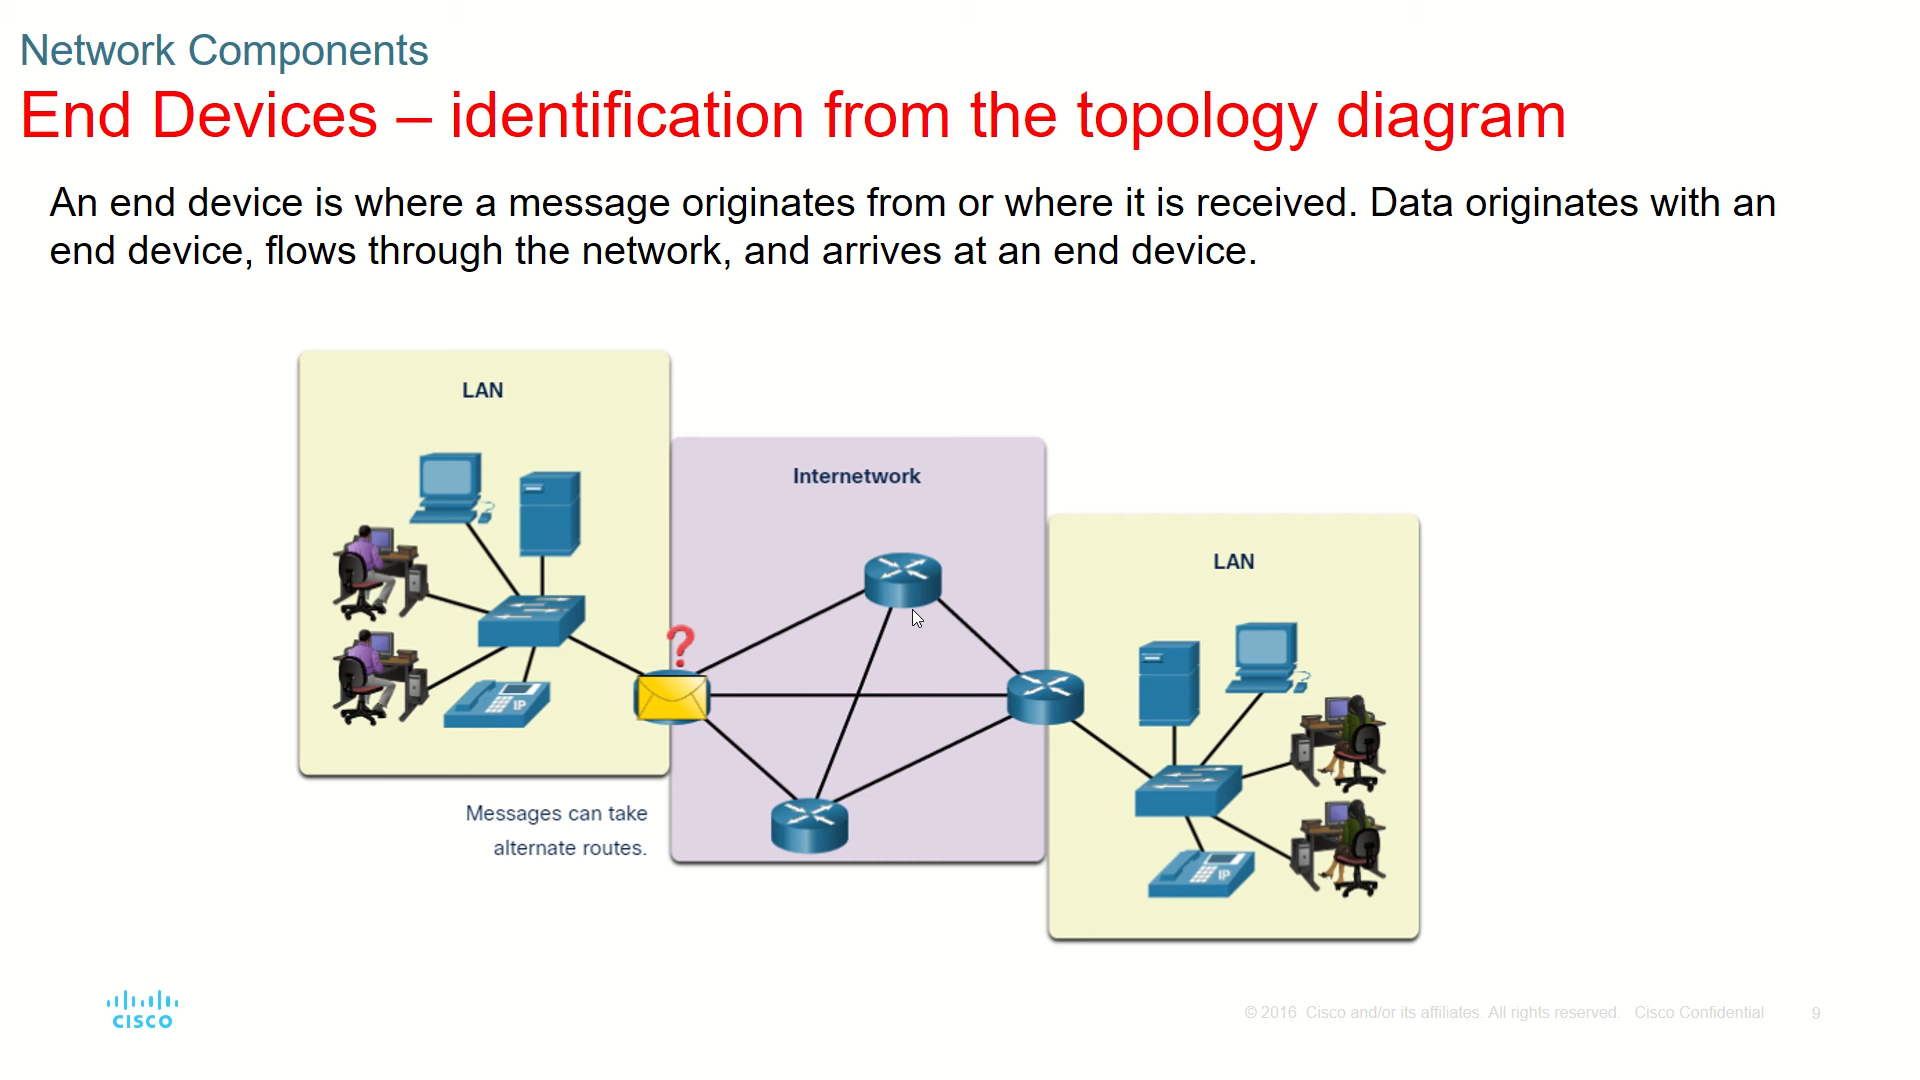 Network Components
End Devices – identification from the topology diagram
An end device is where a message originates from or where it is received. Data originates with an
end device, flows through the network, and arrives at an end device.
LAN
Internetwork
LAN
?
IP
IP
Messages can take
alternate routes.
CISCO
© 2016 Cisco and/or its affiliates. All rights reserved. Cisco Confidential 9